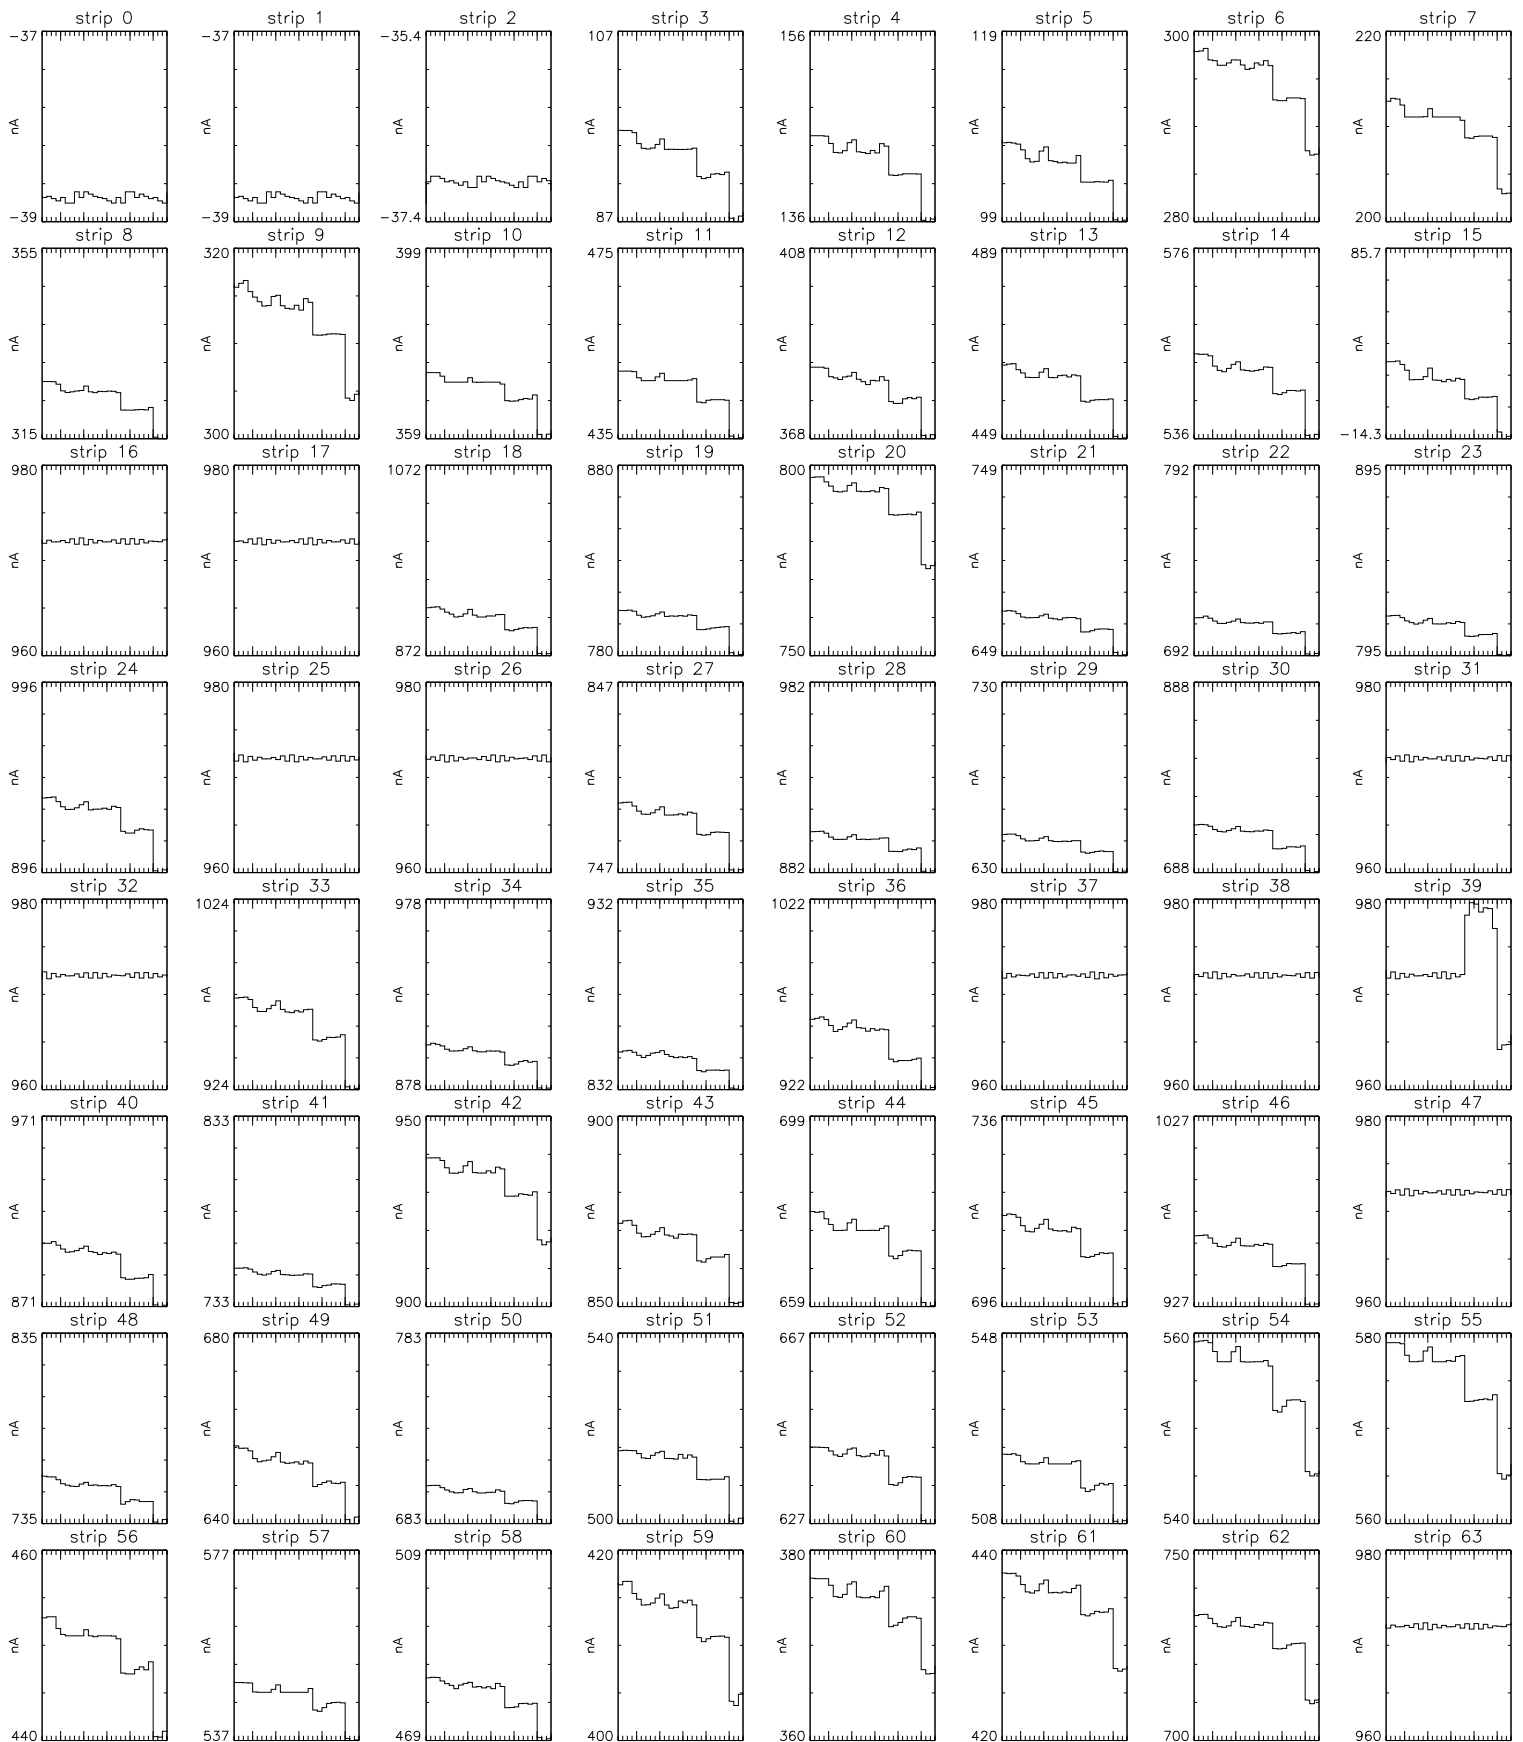 strip 0 strip 1 strip 2 strip 3 strip 4 strip 5 strip 6 strip 7
-37 -37 -35.4 107 156 119 300 220
nA nA nA nA nA nA nA nA
-39 -39 -37.4 87 136 99 280 200
strip 8 strip 9 strip 10 strip 11 strip 12 strip 13 strip 14 strip 15
355 320 399 475 408 489 576 85.7
nA nA nA nA nA nA nA nA
315 300 359 435 368 449 536 -14.3
strip 16 strip 17 strip 18 strip 19 strip 20 strip 21 strip 22 strip 23
980 980 1072 880 800 749 792 895
nA nA nA nA nA nA nA nA
960 960 872 780 750 649 692 795
strip 24 strip 25 strip 26 strip 27 strip 28 strip 29 strip 30 strip 31
996 980 980 847 982 730 888 980
nA nA nA nA nA nA nA nA
896 960 960 747 882 630 688 960
strip 32 strip 33 strip 34 strip 35 strip 36 strip 37 strip 38 strip 39
980 1024 978 932 1022 980 980 980
nA nA nA nA nA nA nA nA
960 924 878 832 922 960 960 960
strip 40 strip 41 strip 42 strip 43 strip 44 strip 45 strip 46 strip 47
971 833 950 900 699 736 1027 980
nA nA nA nA nA nA nA nA
871 733 900 850 659 696 927 960
strip 48 strip 49 strip 50 strip 51 strip 52 strip 53 strip 54 strip 55
835 680 783 540 667 548 560 580
nA nA nA nA nA nA nA nA
735 640 683 500 627 508 540 560
strip 56 strip 57 strip 58 strip 59 strip 60 strip 61 strip 62 strip 63
460 577 509 420 380 440 750 980
nA nA nA nA nA nA nA nA
440 537 469 400 360 420 700 960